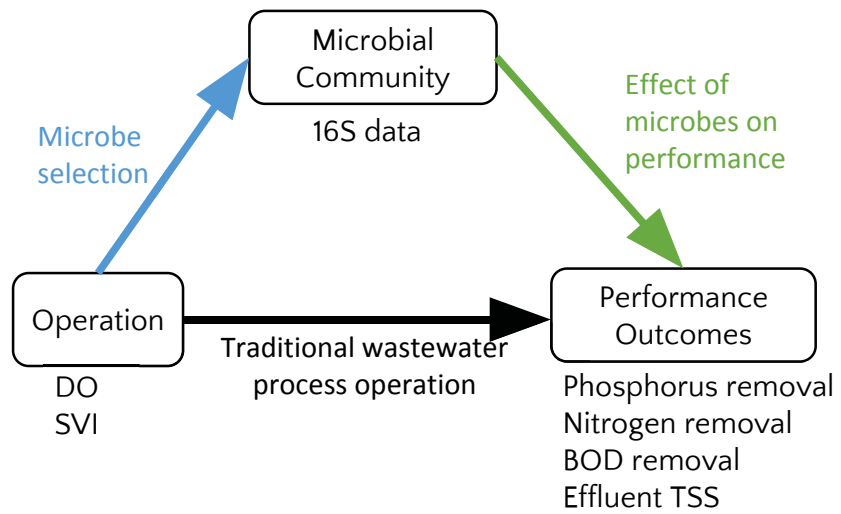 Microbial
Community
16S data
Effect of
microbes on
performance
Microbe
selection
Operation
DO
SVI
Traditional wastewater
process operation
Performance
Outcomes
Phosphorus removal
Nitrogen removal
BOD removal
Effluent TSS